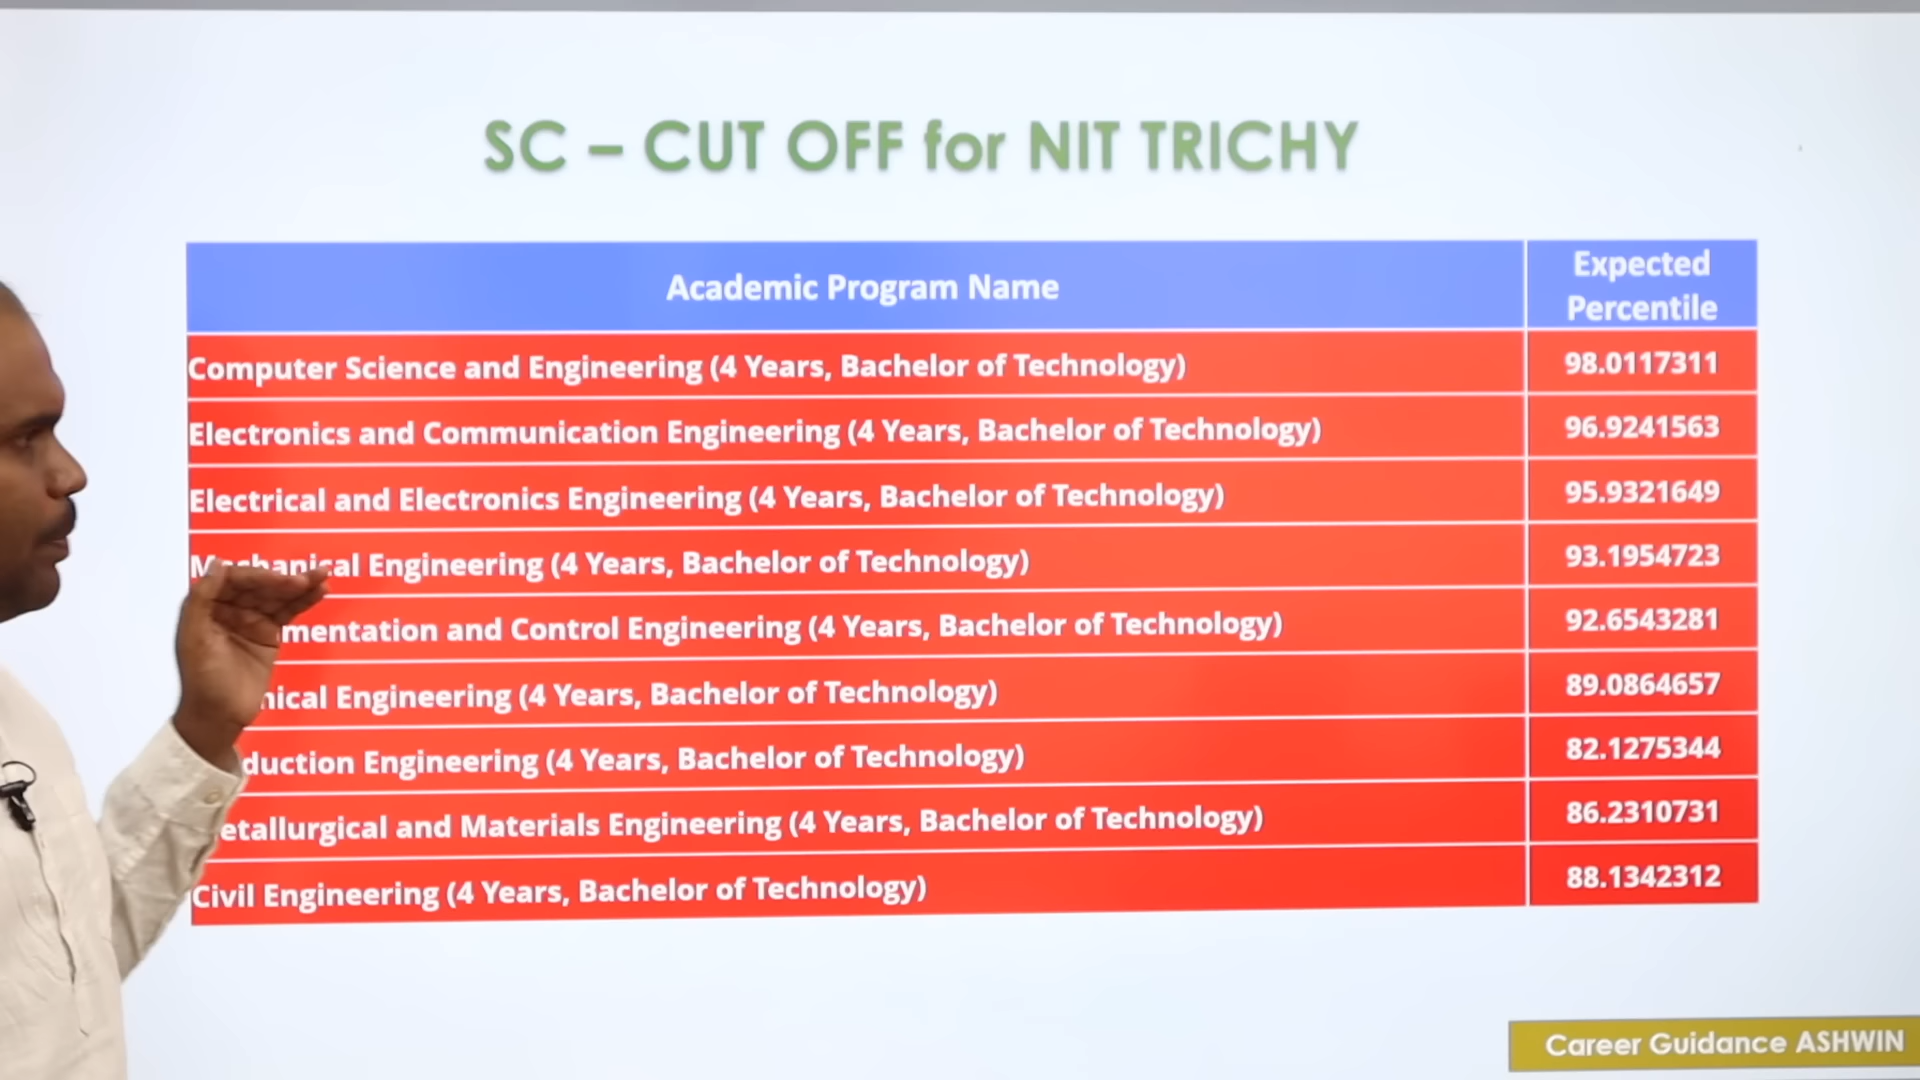 SC – CUT OFF for NIT TRICHY
Academic Program Name
Expected
Percentile
Computer Science and Engineering (4 Years, Bachelor of Technology)
98.0117311
Electronics and Communication Engineering (4 Years, Bachelor of Technology)
96.9241563
Electrical and Electronics Engineering (4 Years, Bachelor of Technology)
95.9321649
Mechanical Engineering (4 Years, Bachelor of Technology)
93.1954723
mentation and Control Engineering (4 Years, Bachelor of Technology)
92.6543281
nical Engineering (4 Years, Bachelor of Technology)
89.0864657
duction Engineering (4 Years, Bachelor of Technology)
82.1275344
etallurgical and Materials Engineering (4 Years, Bachelor of Technology)
86.2310731
Civil Engineering (4 Years, Bachelor of Technology)
88.1342312
Career Guidance ASHWIN